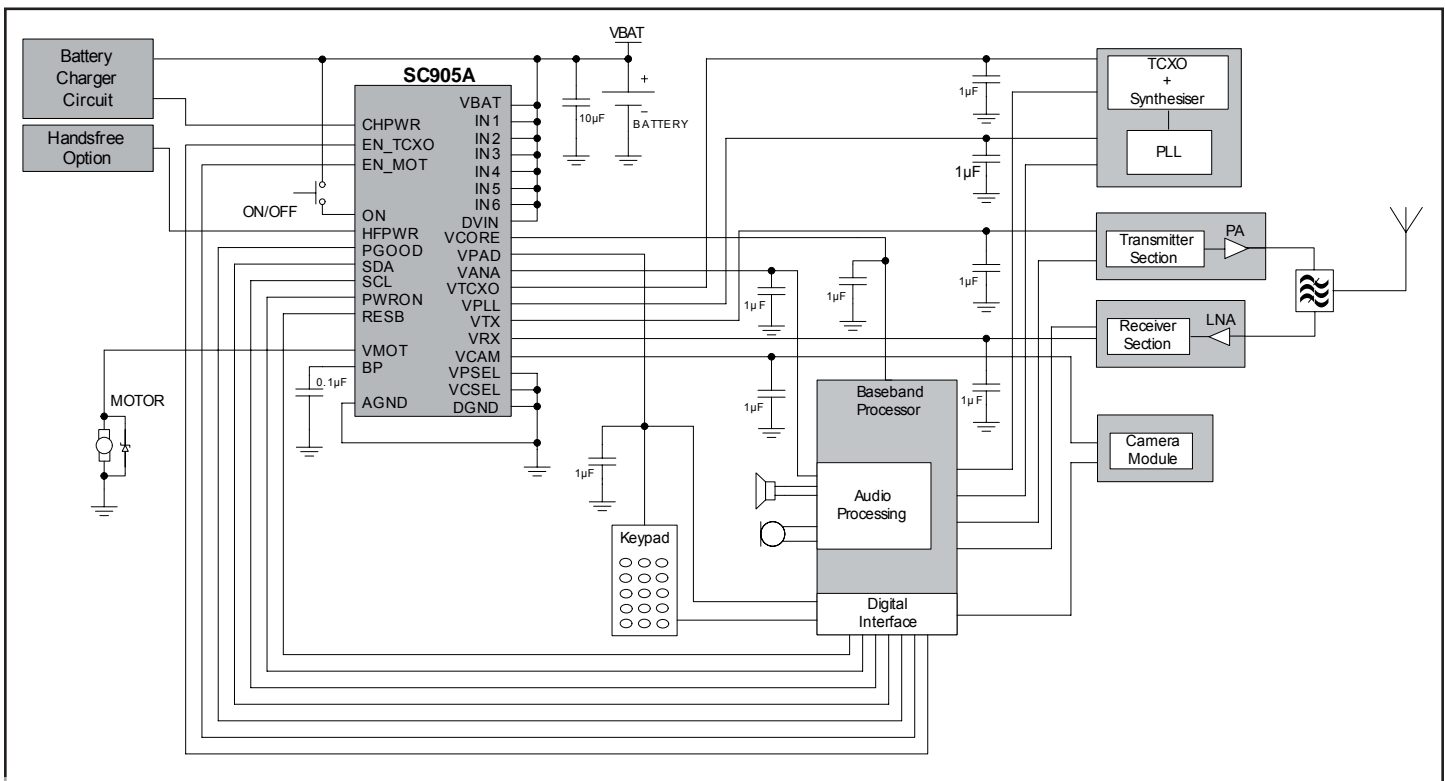 Battery
Charger
Circuit
Handsfree
Option
ON/OFF
MOTOR
0.1µF
SC905A
CHPWR
EN_TCXO
EN_MOT
ON
HFPWR
PGOOD
SDA
SCL
PWRON
RESB
VMOT
BP
AGND
VBAT
IN1
IN2
IN3
IN4
IN5
IN6
DVIN
VCORE
VPAD
VANA
VTCXO
VPLL
VTX
VRX
VCAM
VPSEL
VCSEL
DGND
VBAT
10µF
+
–
BATTERY
1µF
1µF
1µF
1µF
1µF
1µF
1µF
1µF
1µF
Keypad
Baseband
Processor
Audio
Processing
Digital
Interface
TCXO
+
Synthesiser
PLL
Transmitter
Section
PA
Receiver
Section
LNA
Camera
Module